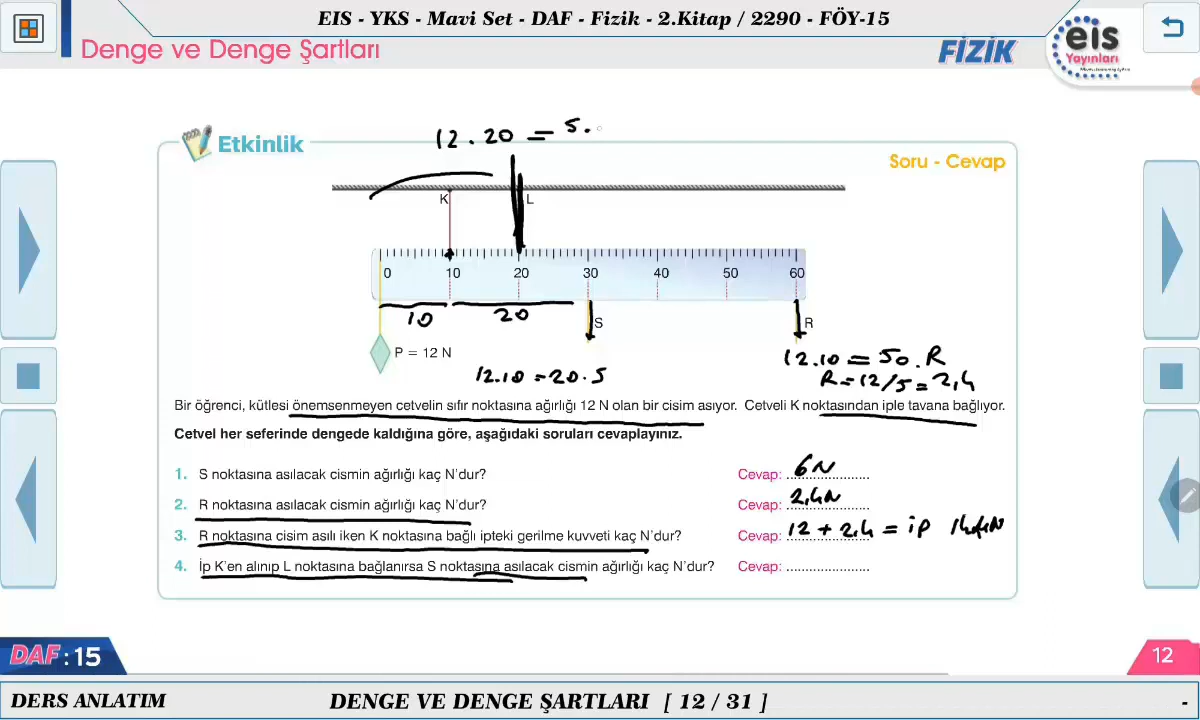 EIS - YKS - Mavi Set - DAF - Fizik - 2.Kitap / 2290 - FÖY-15
Denge ve Denge Şartları
FİZİK
eis
Yayınları
Etkinlik
12.20 = 5.
Soru - Cevap
K
L
0 10 20 30 40 50 60
10
20
S
R
P = 12 N
12.10 = 20.S
12.10 = 50.R
R = 12/5 = 2,4
Bir öğrenci, kütlesi önemsenmeyen cetvelin sıfır noktasına ağırlığı 12 N olan bir cisim asıyor. Cetveli K noktasından iple tavana bağlıyor.
Cetvel her seferinde dengede kaldığına göre, aşağıdaki soruları cevaplayınız.
1. S noktasına asılacak cismin ağırlığı kaç N'dur?
Cevap: 6N
2. R noktasına asılacak cismin ağırlığı kaç N'dur?
Cevap: 2,4N
3. R noktasına cisim asılı iken K noktasına bağlı ipteki gerilme kuvveti kaç N'dur?
Cevap: 12 + 2,4 = ip 14,4N
4. İp K'en alınıp L noktasına bağlanırsa S noktasına asılacak cismin ağırlığı kaç N'dur?
Cevap: ......................
DAF : 15
12
DERS ANLATIM
DENGE VE DENGE ŞARTLARI [ 12 / 31 ]
-